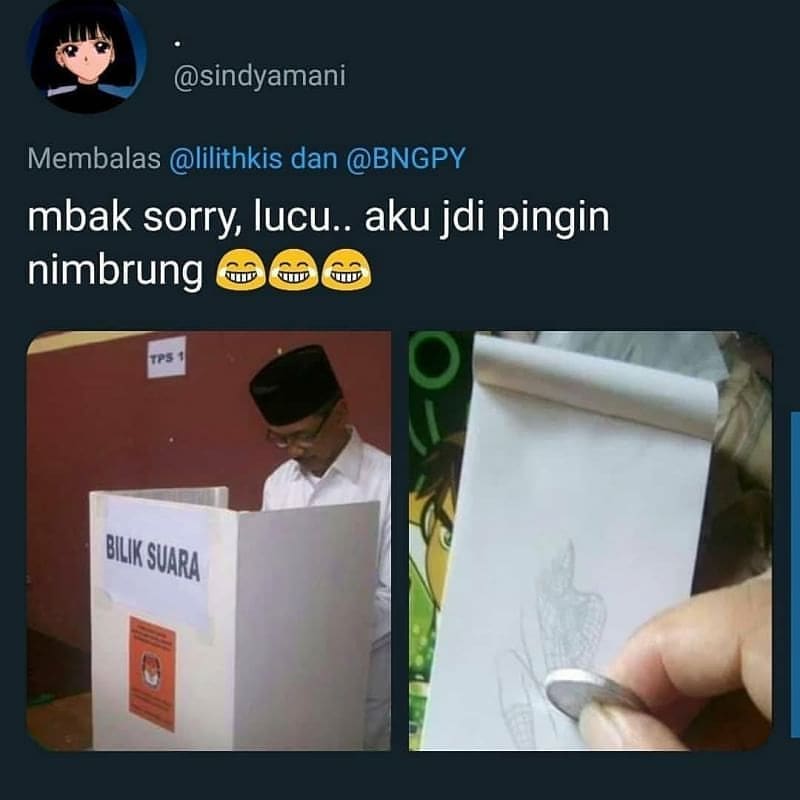 .
@sindyamani
Membalas @lilithkis dan @BNGPY
mbak sorry, lucu.. aku jdi pingin
nimbrung 😂😂😂
TPS 1
BILIK SUARA